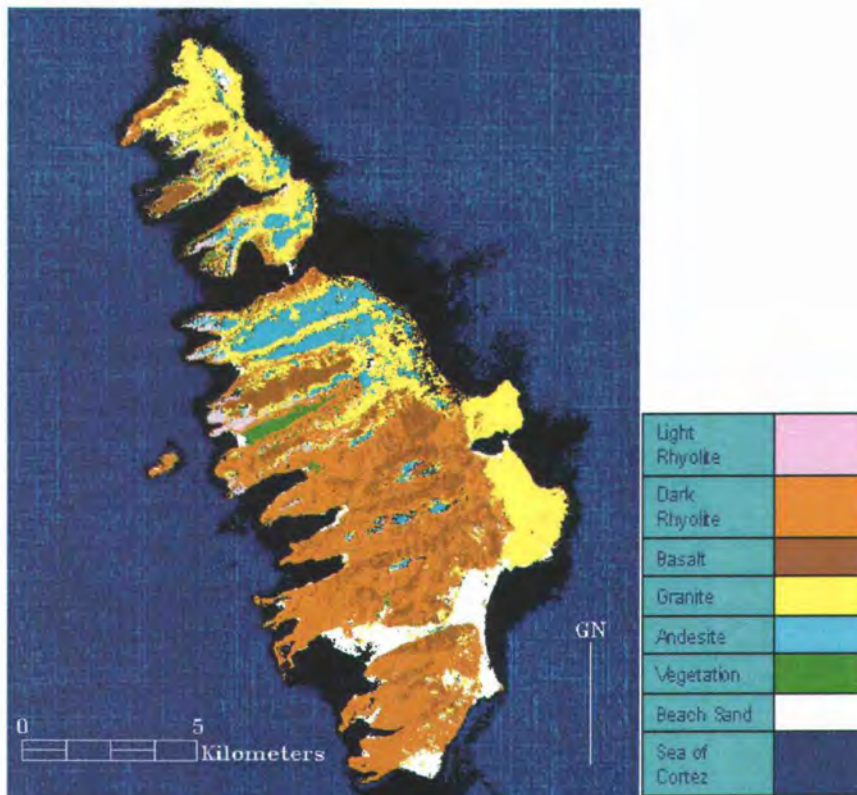 Light
Rhyolite
Dark
Rhyolite
Basalt
Granite
Andesite
Vegetation
Beach Sand
Sea of
Cortez
GN
0 5
Kilometers